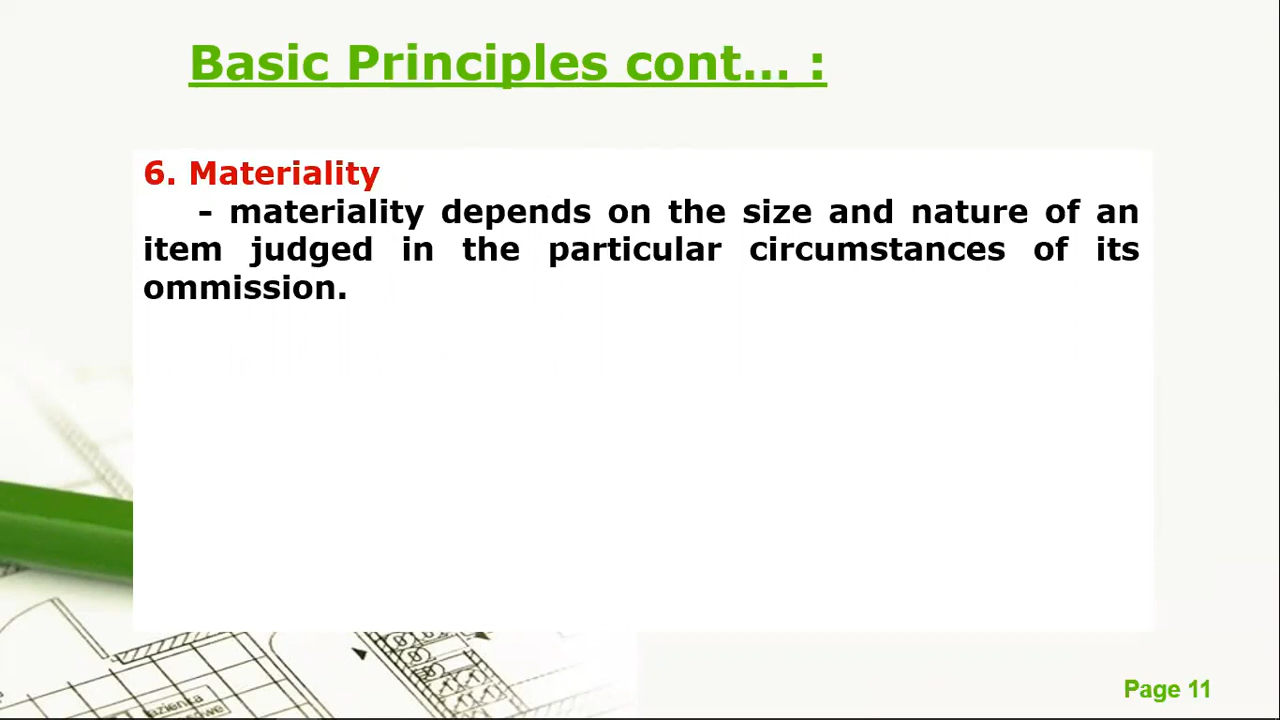 Basic Principles cont... :
6. Materiality
- materiality depends on the size and nature of an
item judged in the particular circumstances of its
ommission.
azienda
Page 11